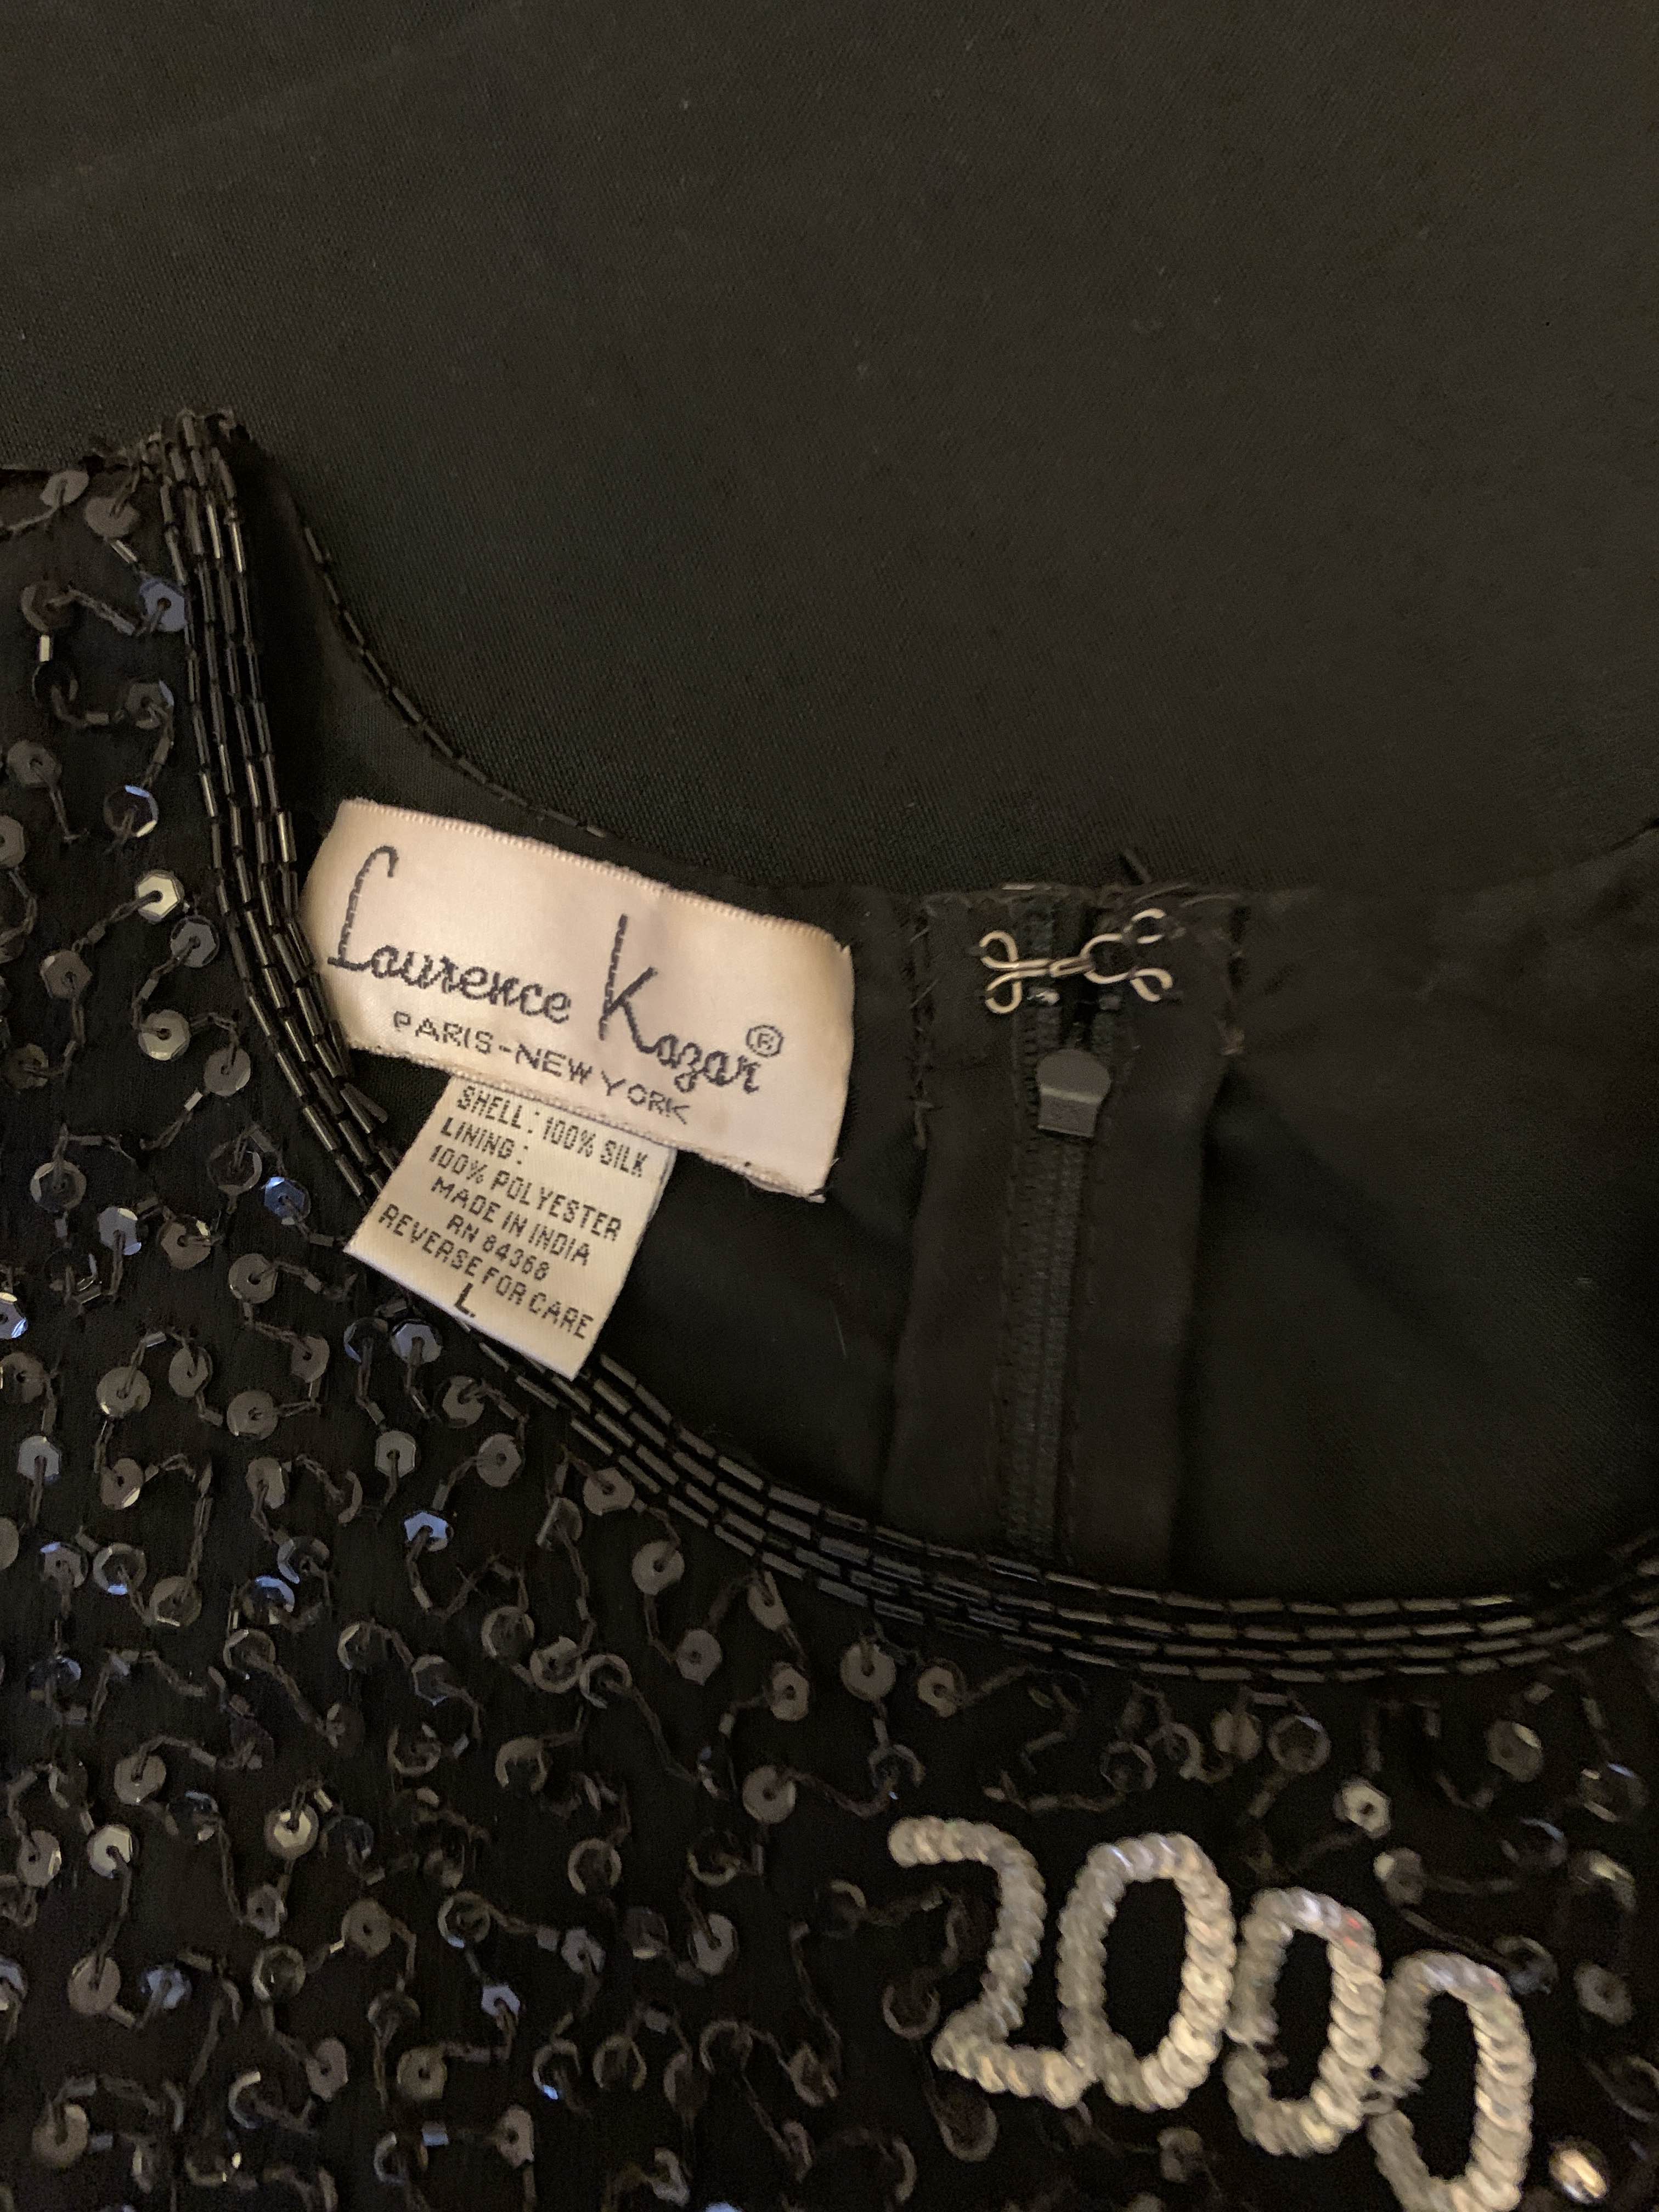 Laurence Kazar®
PARIS-NEW YORK
SHELL: 100% SILK
LINING:
100% POLYESTER
MADE IN INDIA
RN 84368
REVERSE FOR CARE
L
2000